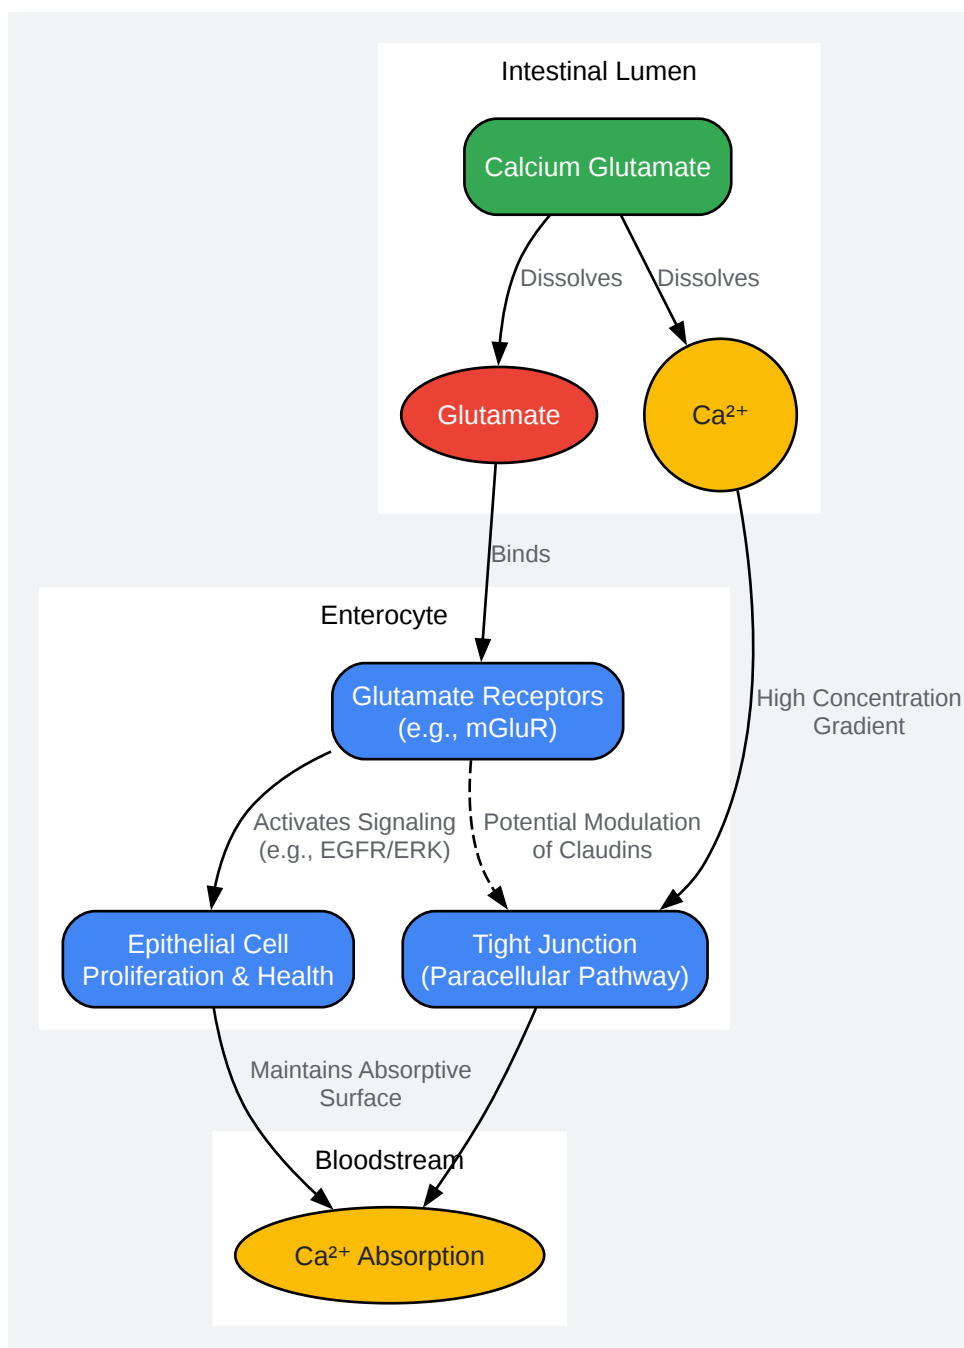 Intestinal Lumen
Calcium Glutamate
Dissolves
Dissolves
Glutamate
Ca²⁺
Binds
Enterocyte
Glutamate Receptors
(e.g., mGluR)
High Concentration
Gradient
Activates Signaling
(e.g., EGFR/ERK)
Potential Modulation
of Claudins
Epithelial Cell
Proliferation & Health
Tight Junction
(Paracellular Pathway)
Maintains Absorptive
Surface
Bloodstream
Ca²⁺ Absorption